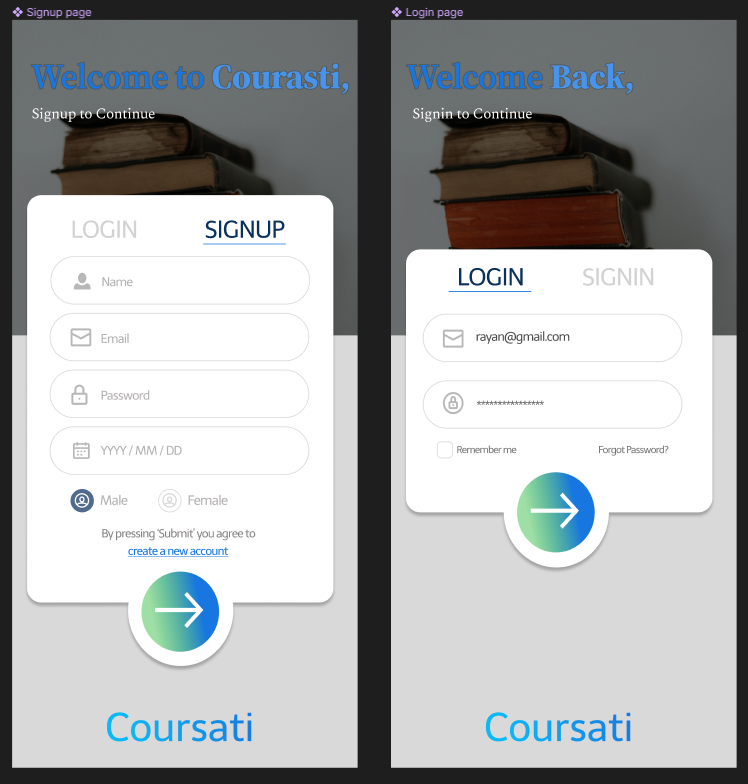 Signup page
Welcome to Courasti,
Signup to Continue
LOGIN SIGNUP
Name
Email
Password
YYYY / MM / DD
Male Female
By pressing 'Submit' you agree to
create a new account
Coursati
Login page
Welcome Back,
Signin to Continue
LOGIN SIGNIN
rayan@gmail.com
****************
Remember me Forgot Password?
Coursati